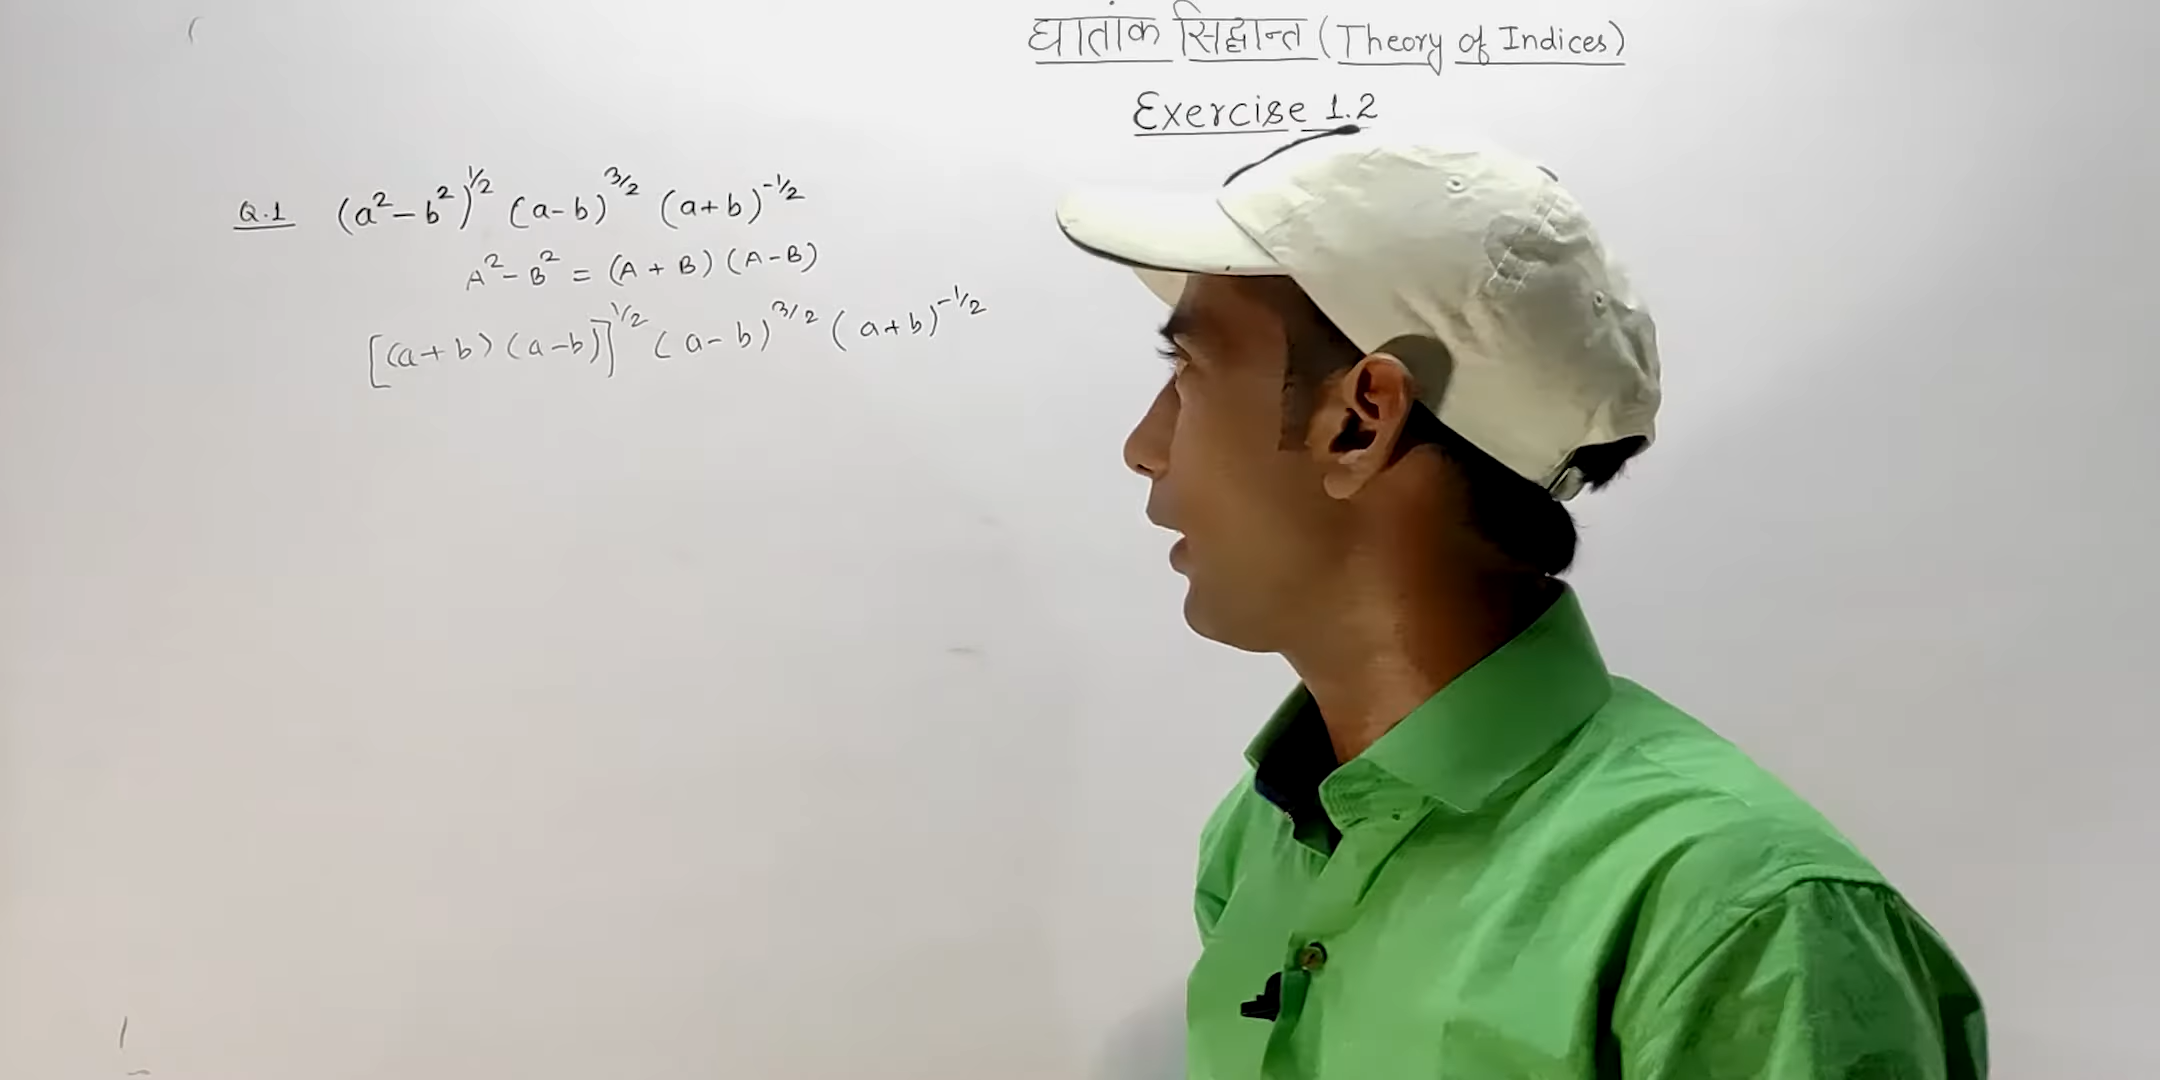 घातांक सिद्धान्त (Theory of Indices)
Exercise 1.2
Q.1 (a²-b²)^1/2 (a-b)^3/2 (a+b)^-1/2
A²-B² = (A+B) (A-B)
[(a+b) (a-b)]^1/2 (a-b)^3/2 (a+b)^-1/2